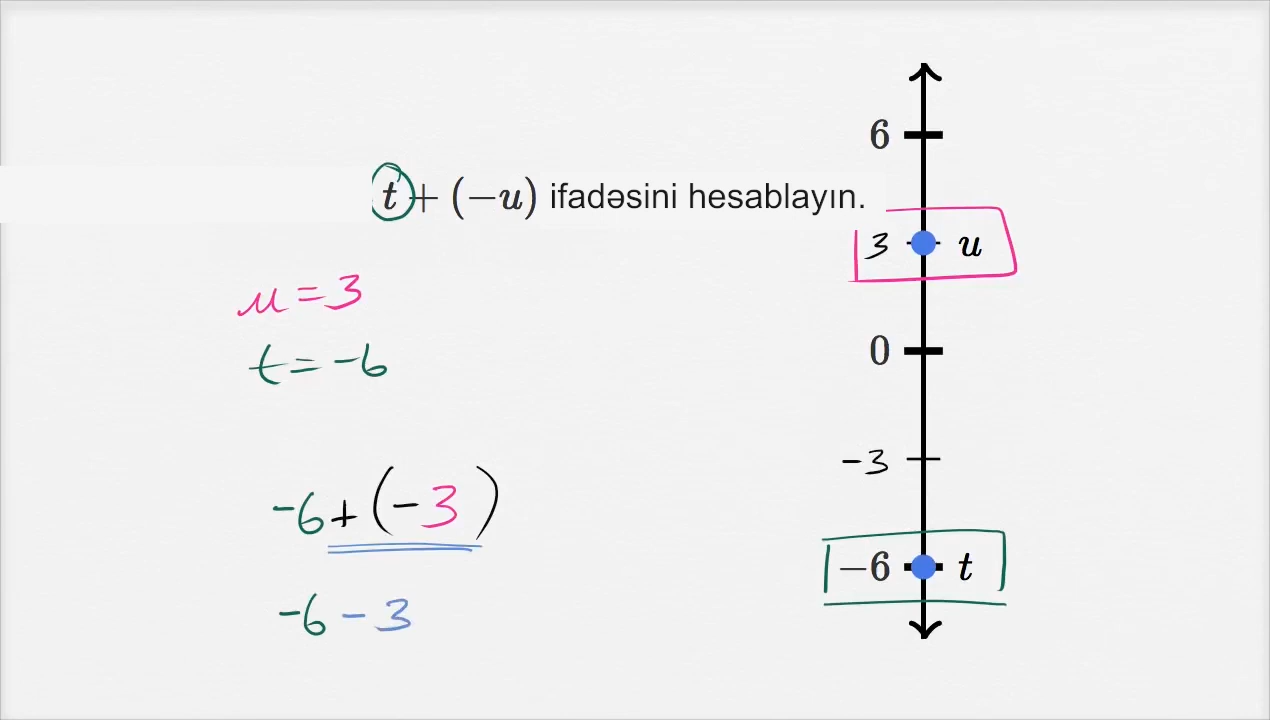 t + (−u) ifadəsini hesablayın.
u = 3
t = -6
-6 + (-3)
-6 - 3
6
3 u
0
-3
−6 t